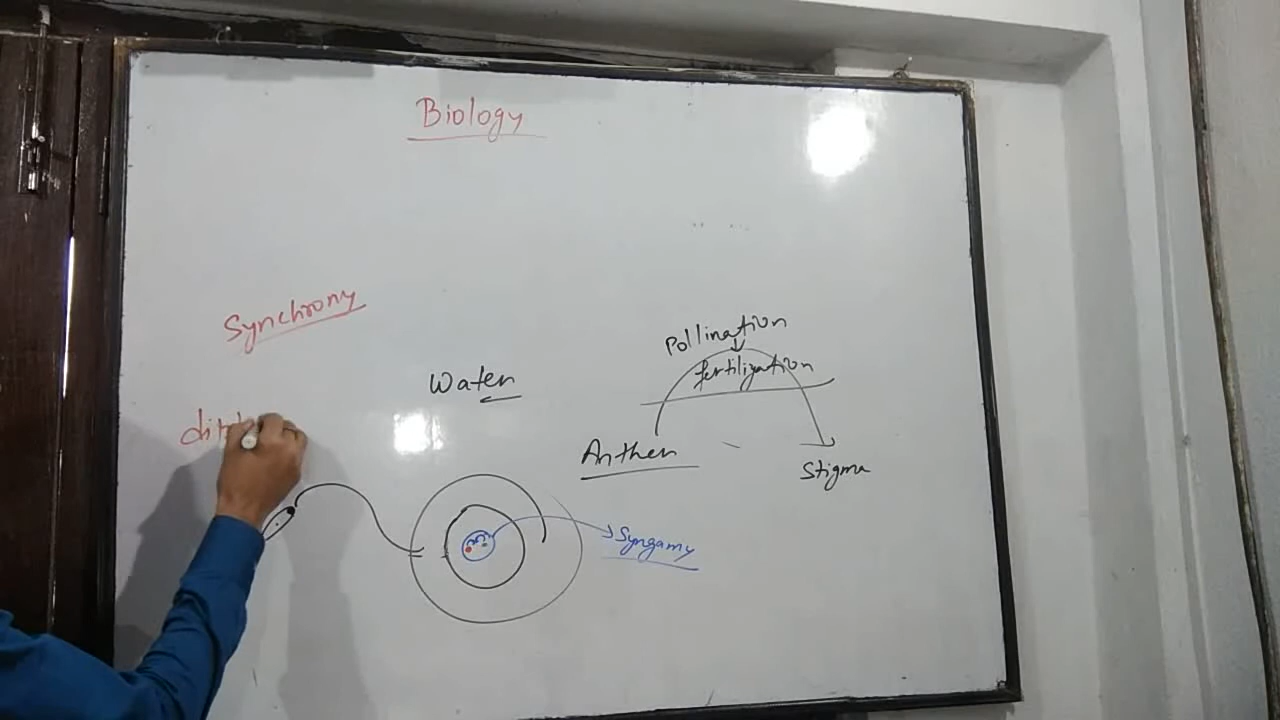 Biology
Synchrony
Pollination
fertilization
Water
Anther
Stigma
Syngamy